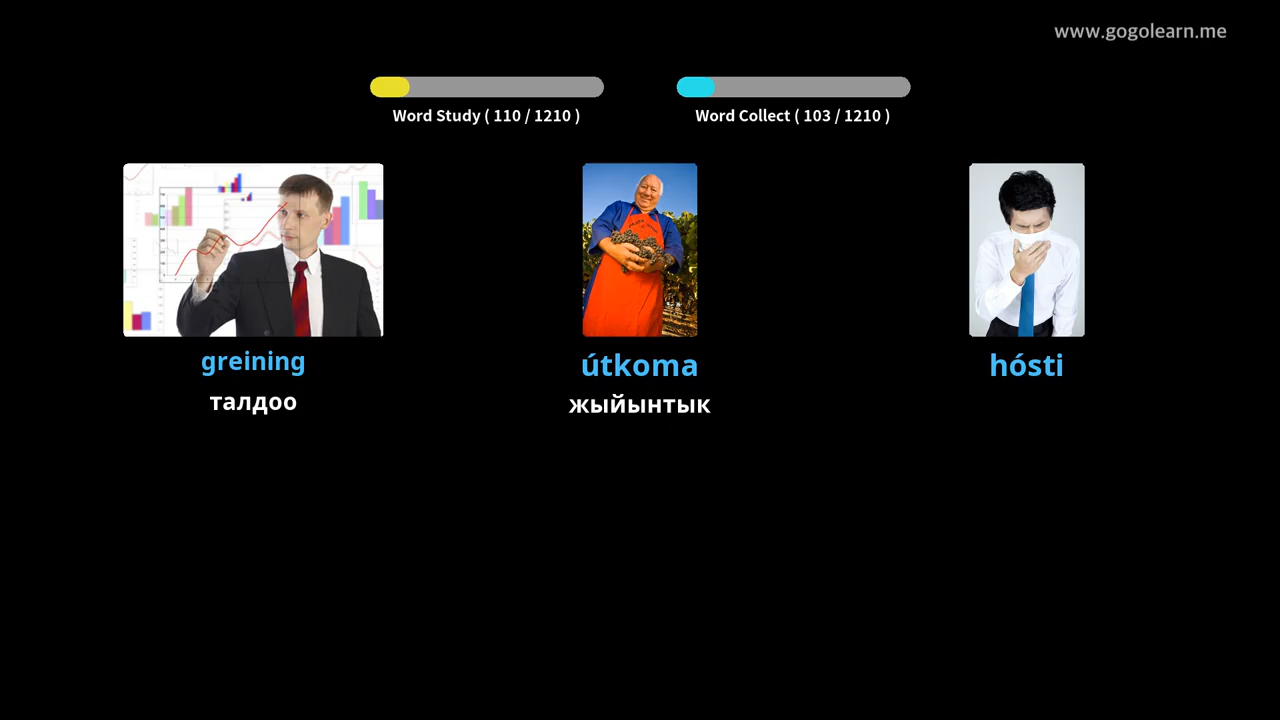 www.gogolearn.me
Word Study ( 110 / 1210 )
Word Collect ( 103 / 1210 )
greining
útkoma
hósti
талдоо
жыйынтык